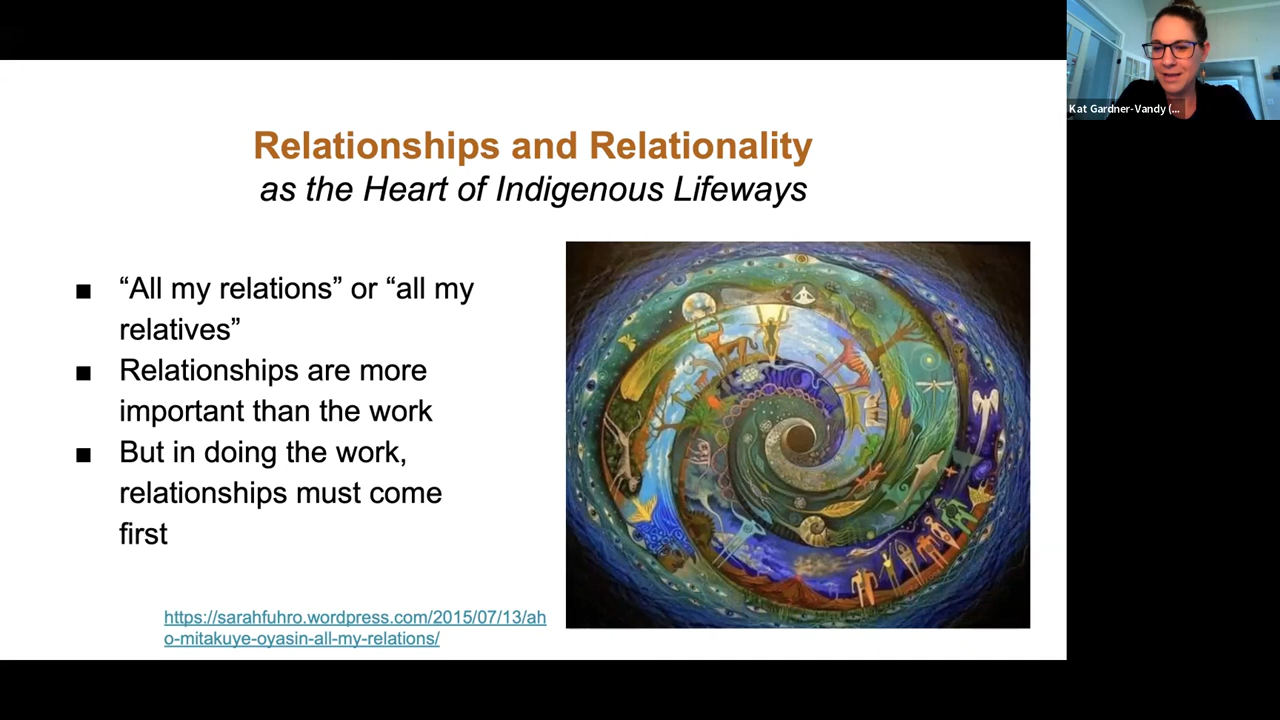 Kat Gardner-Vandy (...
Relationships and Relationality
as the Heart of Indigenous Lifeways
■ “All my relations” or “all my
relatives”
■ Relationships are more
important than the work
■ But in doing the work,
relationships must come
first
https://sarahfuhro.wordpress.com/2015/07/13/ah
o-mitakuye-oyasin-all-my-relations/